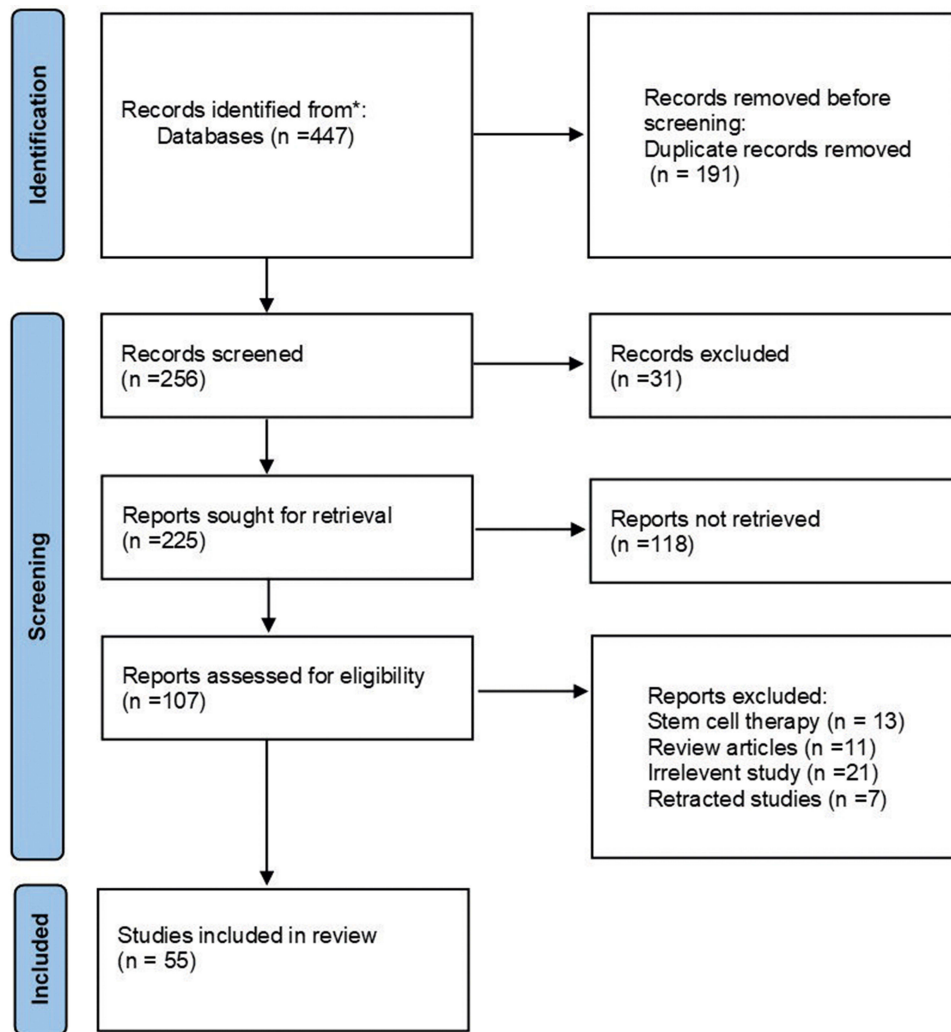 Identification
Records identified from*:
Databases (n =447)
Records removed before
screening:
Duplicate records removed
(n = 191)
Screening
Records screened
(n =256)
Records excluded
(n =31)
Reports sought for retrieval
(n =225)
Reports not retrieved
(n =118)
Reports assessed for eligibility
(n =107)
Reports excluded:
Stem cell therapy (n = 13)
Review articles (n =11)
Irrelevent study (n =21)
Retracted studies (n =7)
Included
Studies included in review
(n = 55)